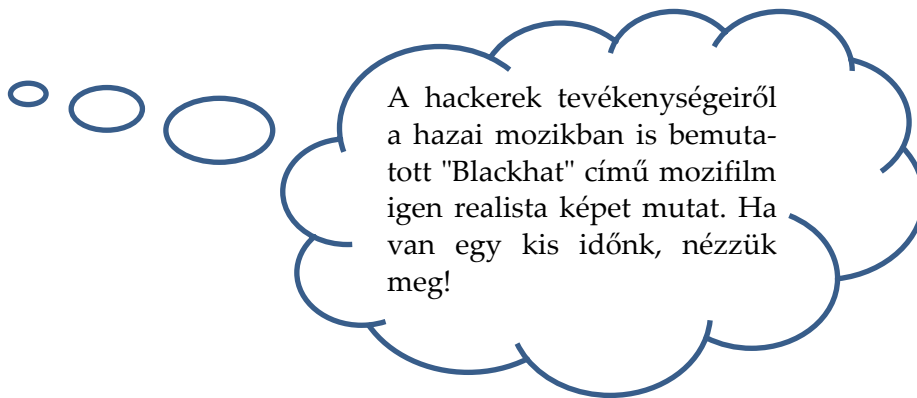 A hackerek tevékenységeiről
a hazai mozikban is bemuta-
tott "Blackhat" című mozifilm
igen realista képet mutat. Ha
van egy kis időnk, nézzük
meg!